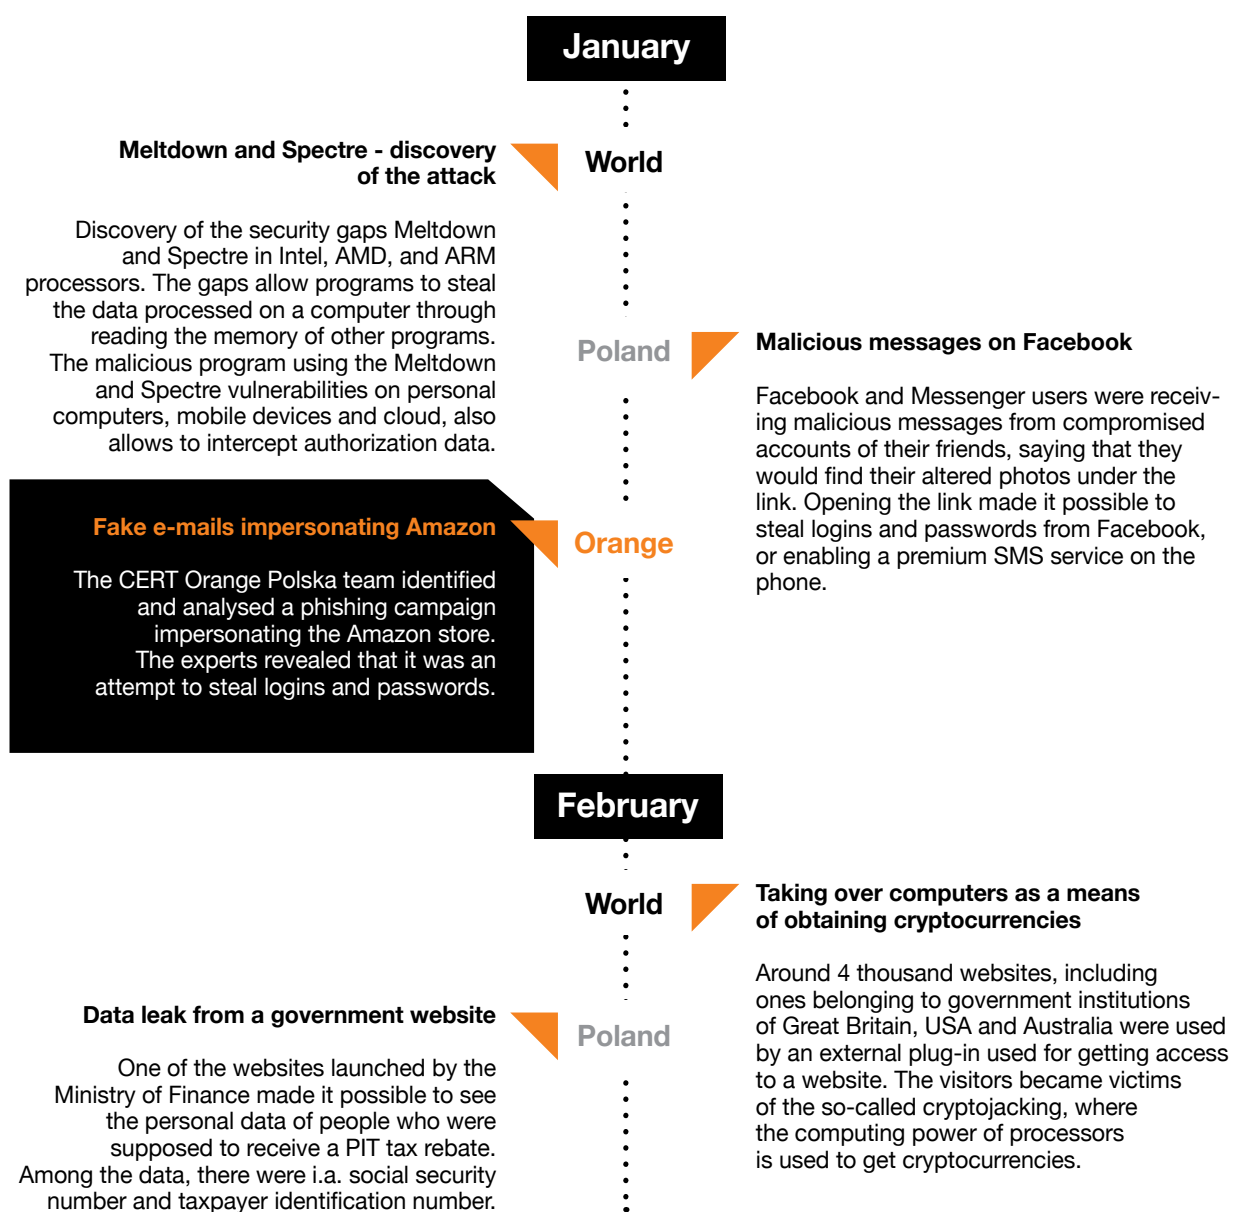 January
World
Meltdown and Spectre - discovery
of the attack
Discovery of the security gaps Meltdown
and Spectre in Intel, AMD, and ARM
processors. The gaps allow programs to steal
the data processed on a computer through
reading the memory of other programs.
The malicious program using the Meltdown
and Spectre vulnerabilities on personal
computers, mobile devices and cloud, also
allows to intercept authorization data.
Poland
Malicious messages on Facebook
Facebook and Messenger users were receiv-
ing malicious messages from compromised
accounts of their friends, saying that they
would find their altered photos under the
link. Opening the link made it possible to
steal logins and passwords from Facebook,
or enabling a premium SMS service on the
phone.
Orange
Fake e-mails impersonating Amazon
The CERT Orange Polska team identified
and analysed a phishing campaign
impersonating the Amazon store.
The experts revealed that it was an
attempt to steal logins and passwords.
February
World
Taking over computers as a means
of obtaining cryptocurrencies
Around 4 thousand websites, including
ones belonging to government institutions
of Great Britain, USA and Australia were used
by an external plug-in used for getting access
to a website. The visitors became victims
of the so-called cryptojacking, where
the computing power of processors
is used to get cryptocurrencies.
Poland
Data leak from a government website
One of the websites launched by the
Ministry of Finance made it possible to see
the personal data of people who were
supposed to receive a PIT tax rebate.
Among the data, there were i.a. social security
number and taxpayer identification number.